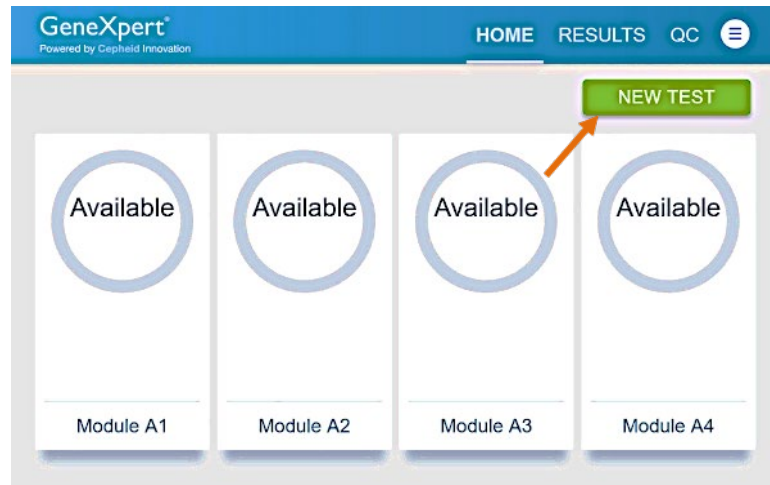 GeneXpert®
Powered by Cepheid Innovation
HOME RESULTS QC
NEW TEST
Available Available Available Available
Module A1 Module A2 Module A3 Module A4